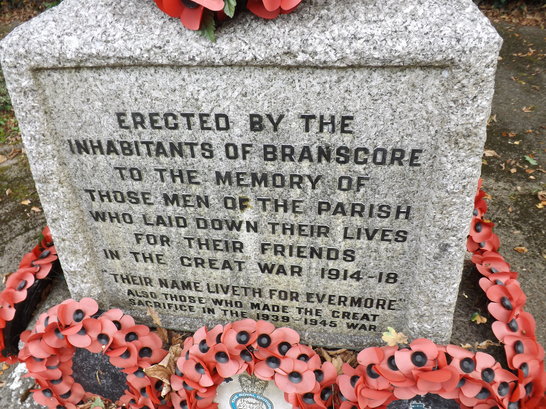 ERECTED BY THE
INHABITANTS OF BRANSCORE
TO THE MEMORY OF
THOSE MEN OF THE PARISH
WHO LAID DOWN THEIR LIVES
FOR THEIR FRIENDS
IN THE GREAT WAR 1914-18.
"THEIR NAME LIVETH FOR EVERMORE"
ALSO THOSE WHO MADE THE GREAT
SACRIFICE IN THE 1939-1945 WAR